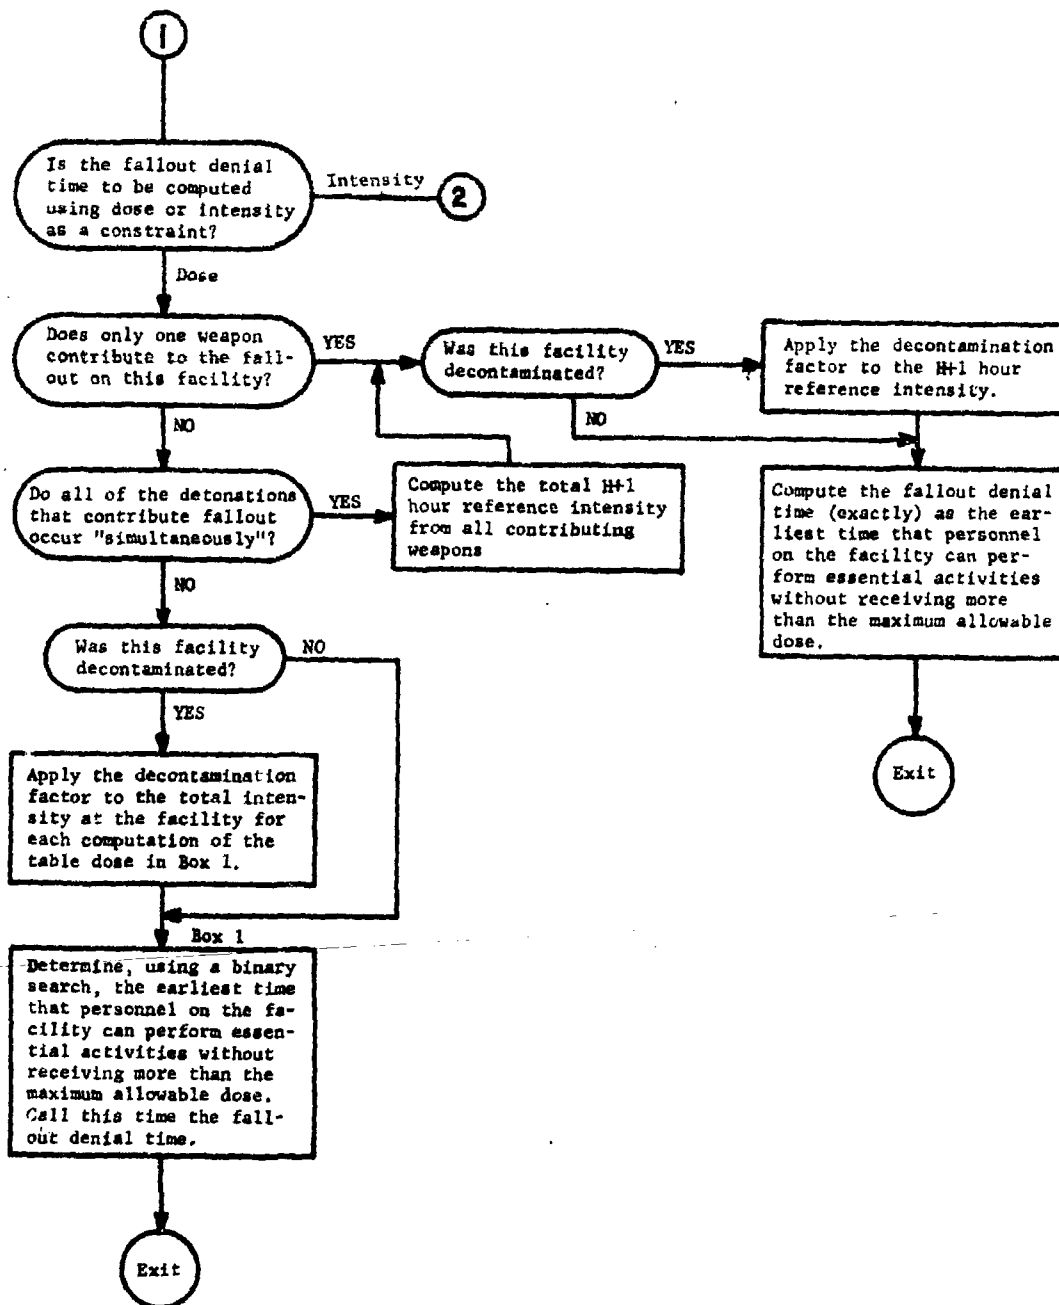 1
Is the fallout denial
time to be computed
using dose or intensity
as a constraint?
Intensity
2
Dose
Does only one weapon
contribute to the fall-
out on this facility?
YES
Was this facility
decontaminated?
YES
Apply the decontamination
factor to the H+1 hour
reference intensity.
NO
NO
Do all of the detonations
that contribute fallout
occur "simultaneously"?
YES
Compute the total H+1
hour reference intensity
from all contributing
weapons
Compute the fallout denial
time (exactly) as the ear-
liest time that personnel
on the facility can per-
form essential activities
without receiving more
than the maximum allowable
dose.
NO
Was this facility
decontaminated?
NO
YES
Exit
Apply the decontamination
factor to the total inten-
sity at the facility for
each computation of the
table dose in Box 1.
Box 1
Determine, using a binary
search, the earliest time
that personnel on the fa-
cility can perform essen-
tial activities without
receiving more than the
maximum allowable dose.
Call this time the fall-
out denial time.
Exit